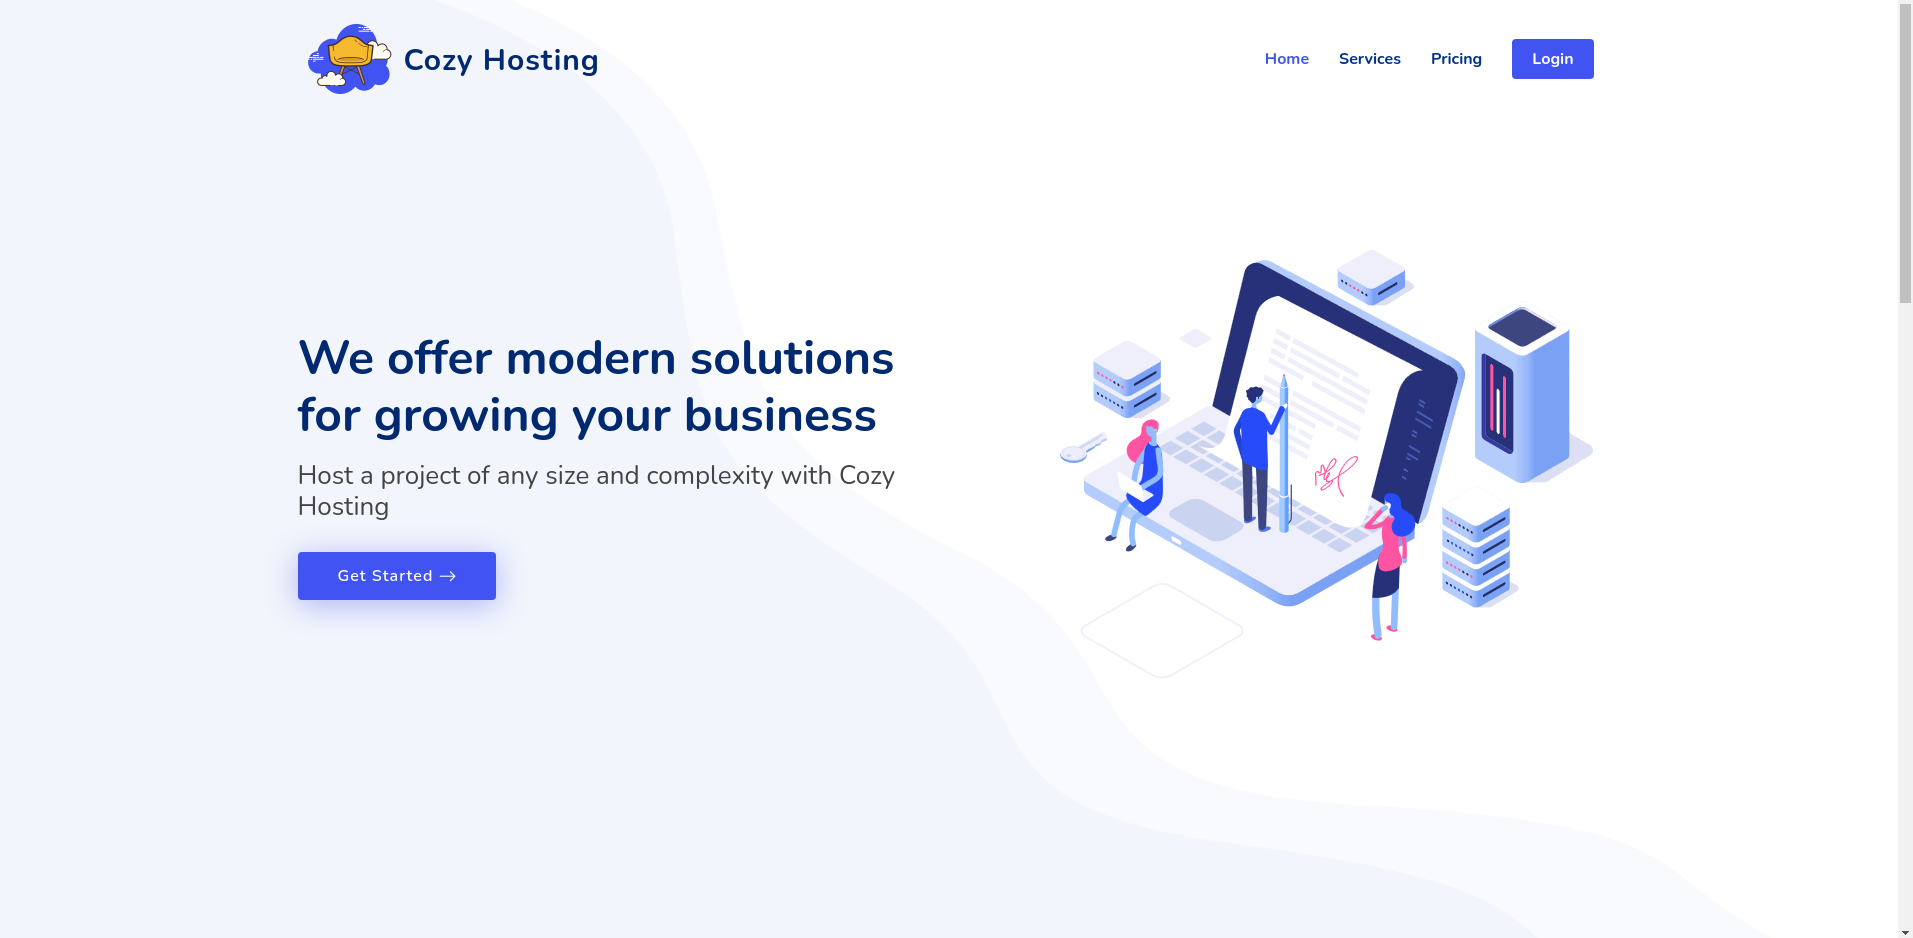 Cozy Hosting
Home Services Pricing Login
We offer modern solutions
for growing your business
Host a project of any size and complexity with Cozy
Hosting
Get Started →